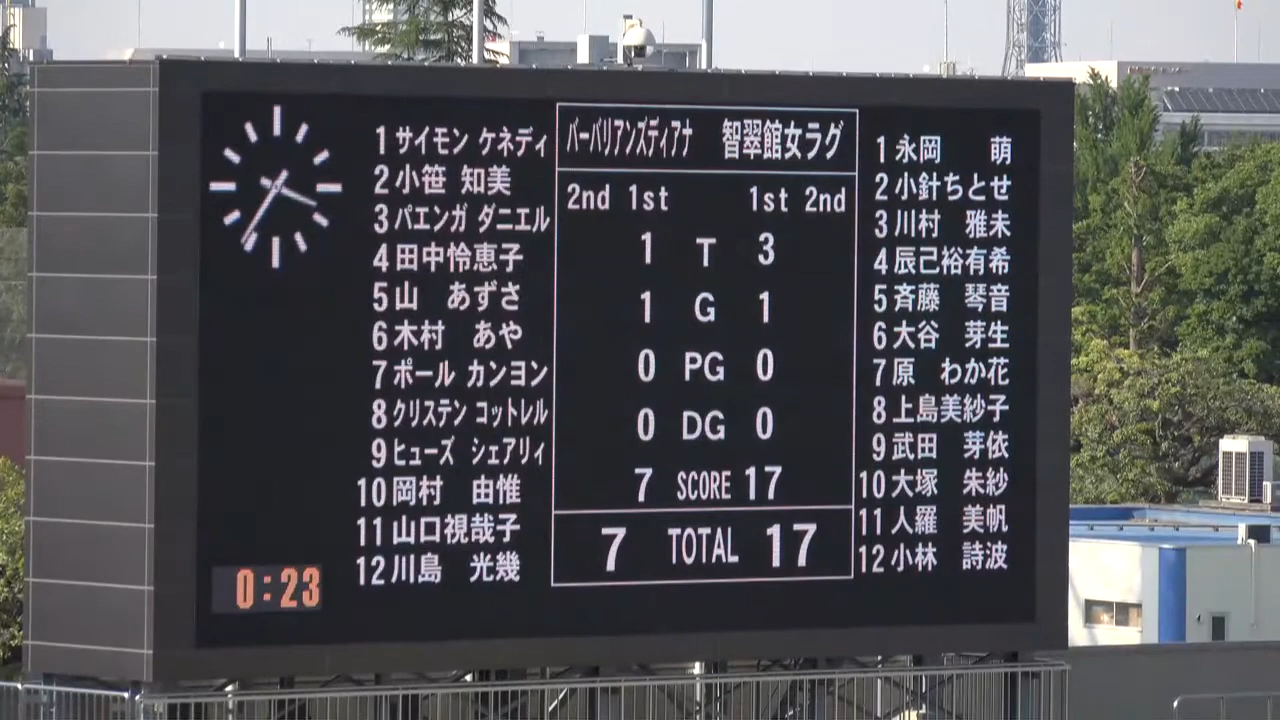 バーバリアンズディアナ 智翠館女ラグ
2nd 1st 1st 2nd
1 T 3
1 G 1
0 PG 0
0 DG 0
7 SCORE 17
7 TOTAL 17
1 サイモン ケネディ
2 小笹 知美
3 パエンガ ダニエル
4 田中怜恵子
5 山 あずさ
6 木村 あや
7 ポール カンヨン
8 クリステン コットレル
9 ヒューズ シェアリィ
10 岡村 由惟
11 山口視哉子
12 川島 光幾
1 永岡 萌
2 小針ちとせ
3 川村 雅未
4 辰己裕有希
5 斉藤 琴音
6 大谷 芽生
7 原 わか花
8 上島美紗子
9 武田 芽依
10 大塚 朱紗
11 人羅 美帆
12 小林 詩波
0:23